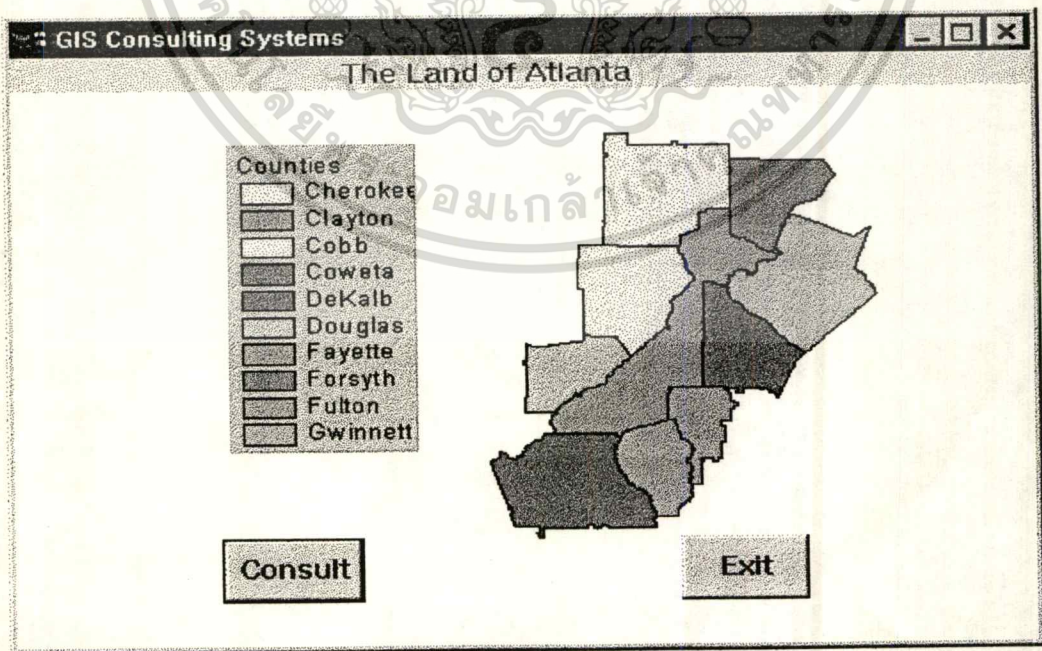 GIS Consulting Systems
The Land of Atlanta
Counties
Cherokee
Clayton
Cobb
Coweta
DeKalb
Douglas
Fayette
Forsyth
Fulton
Gwinnett
Consult
Exit